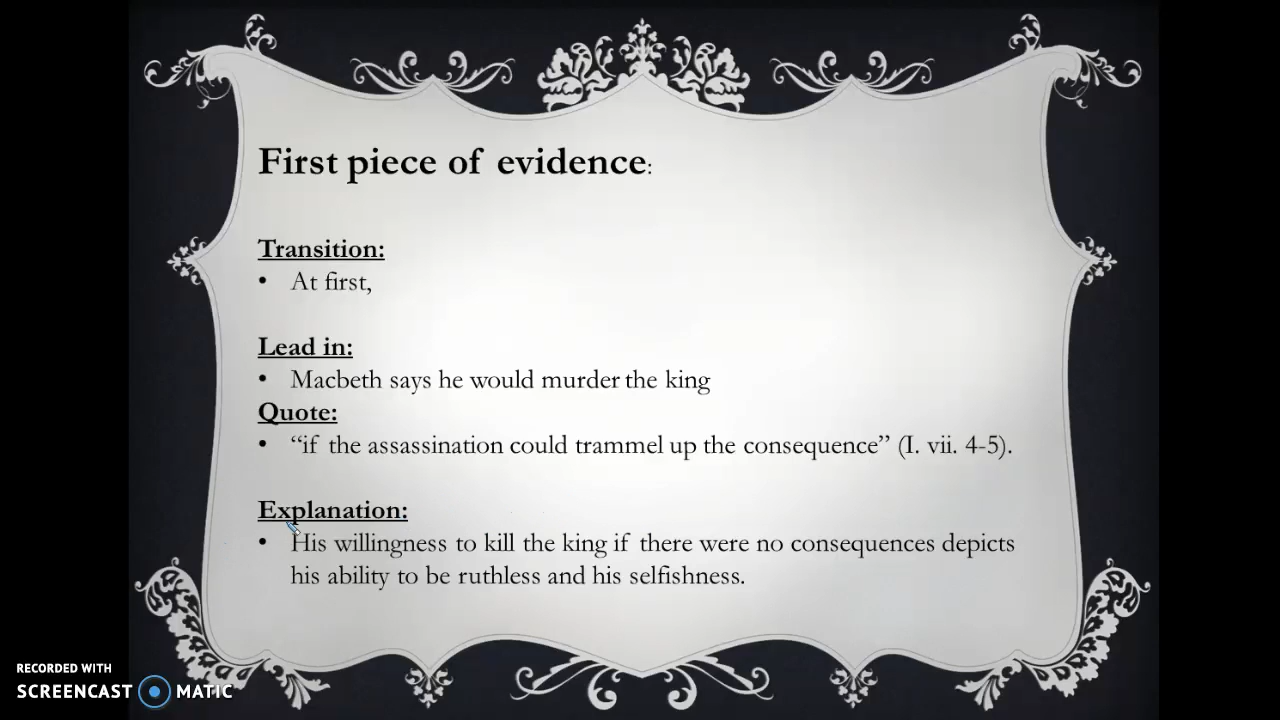 First piece of evidence:
Transition:
• At first,
Lead in:
• Macbeth says he would murder the king
Quote:
• “if the assassination could trammel up the consequence” (I. vii. 4-5).
Explanation:
• His willingness to kill the king if there were no consequences depicts
his ability to be ruthless and his selfishness.
RECORDED WITH
SCREENCAST MATIC